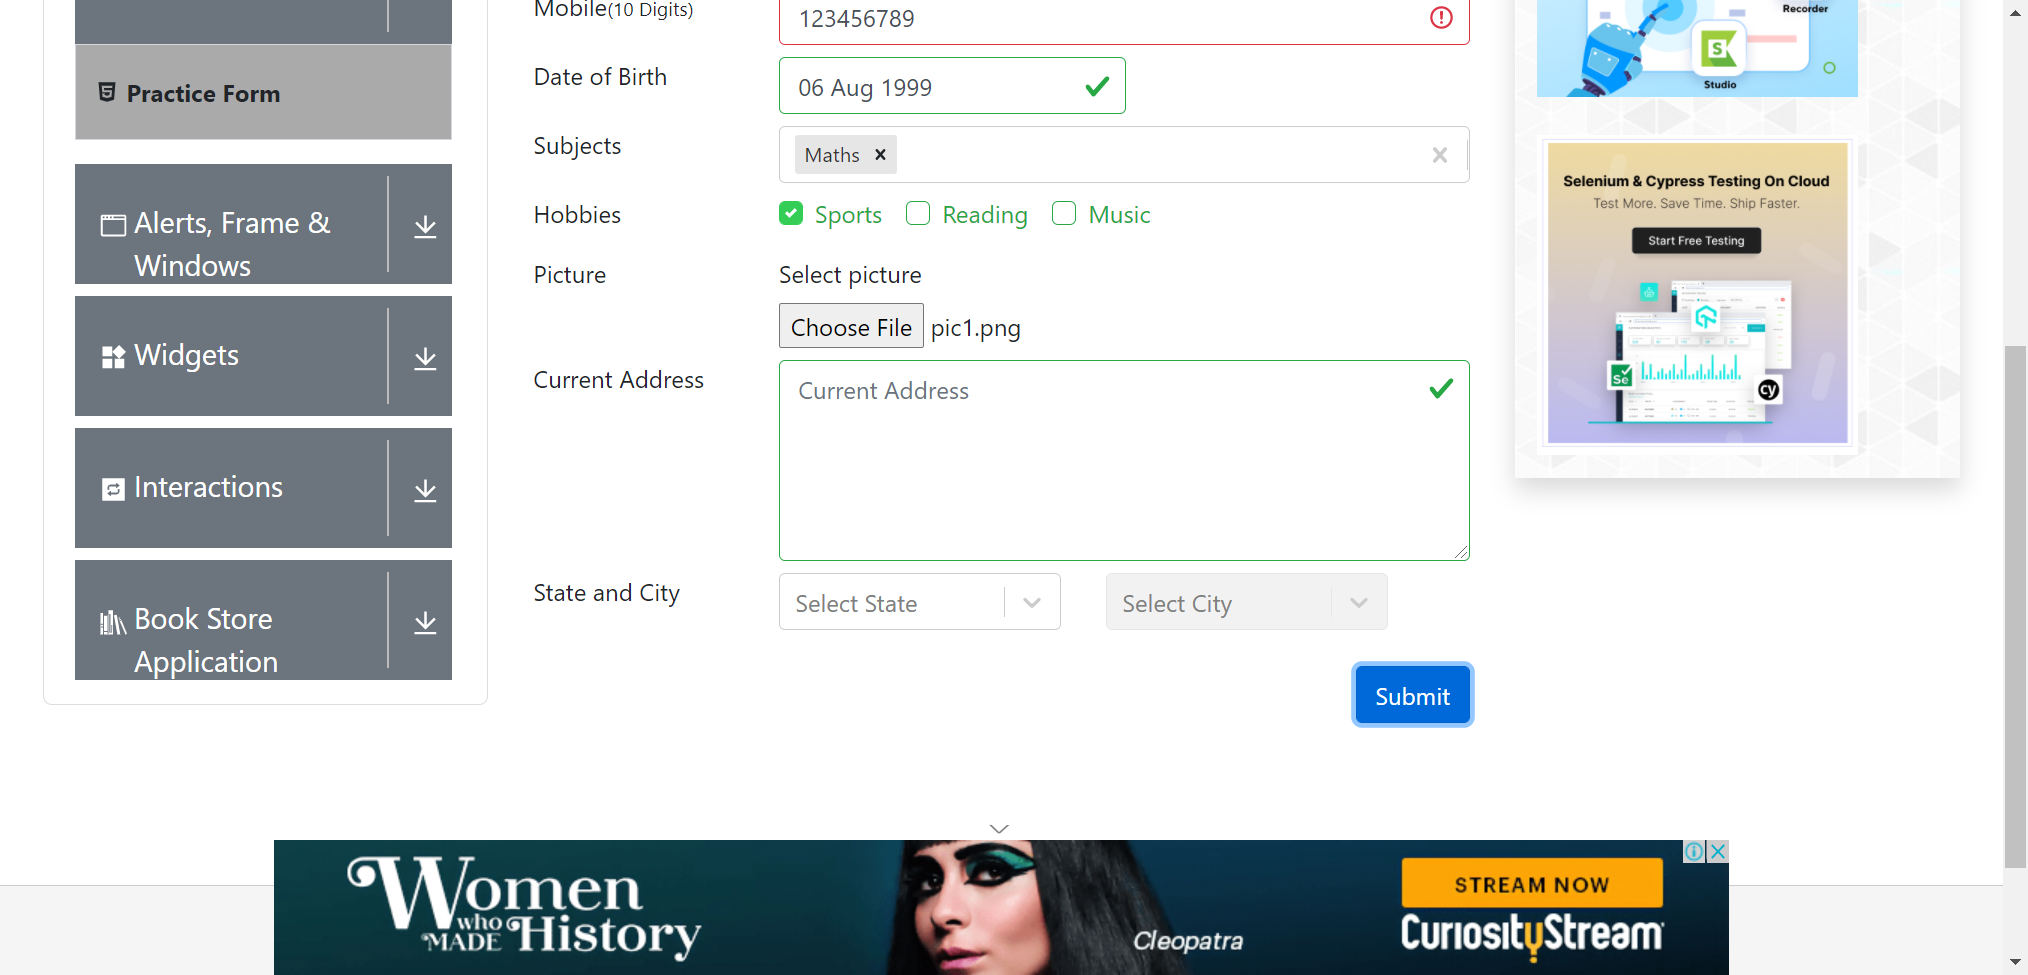 Practice Form
Alerts, Frame &
Windows
Widgets
Interactions
Book Store
Application
Mobile(10 Digits)
123456789
Date of Birth
06 Aug 1999
Subjects
Maths
Hobbies
Sports
Reading
Music
Picture
Select picture
Choose File pic1.png
Current Address
Current Address
State and City
Select State
Select City
Submit
Recorder
S
Studio
Selenium & Cypress Testing On Cloud
Test More. Save Time. Ship Faster.
Start Free Testing
Se
cy
Women
who
MADE History
Cleopatra
STREAM NOW
CuriosityStream